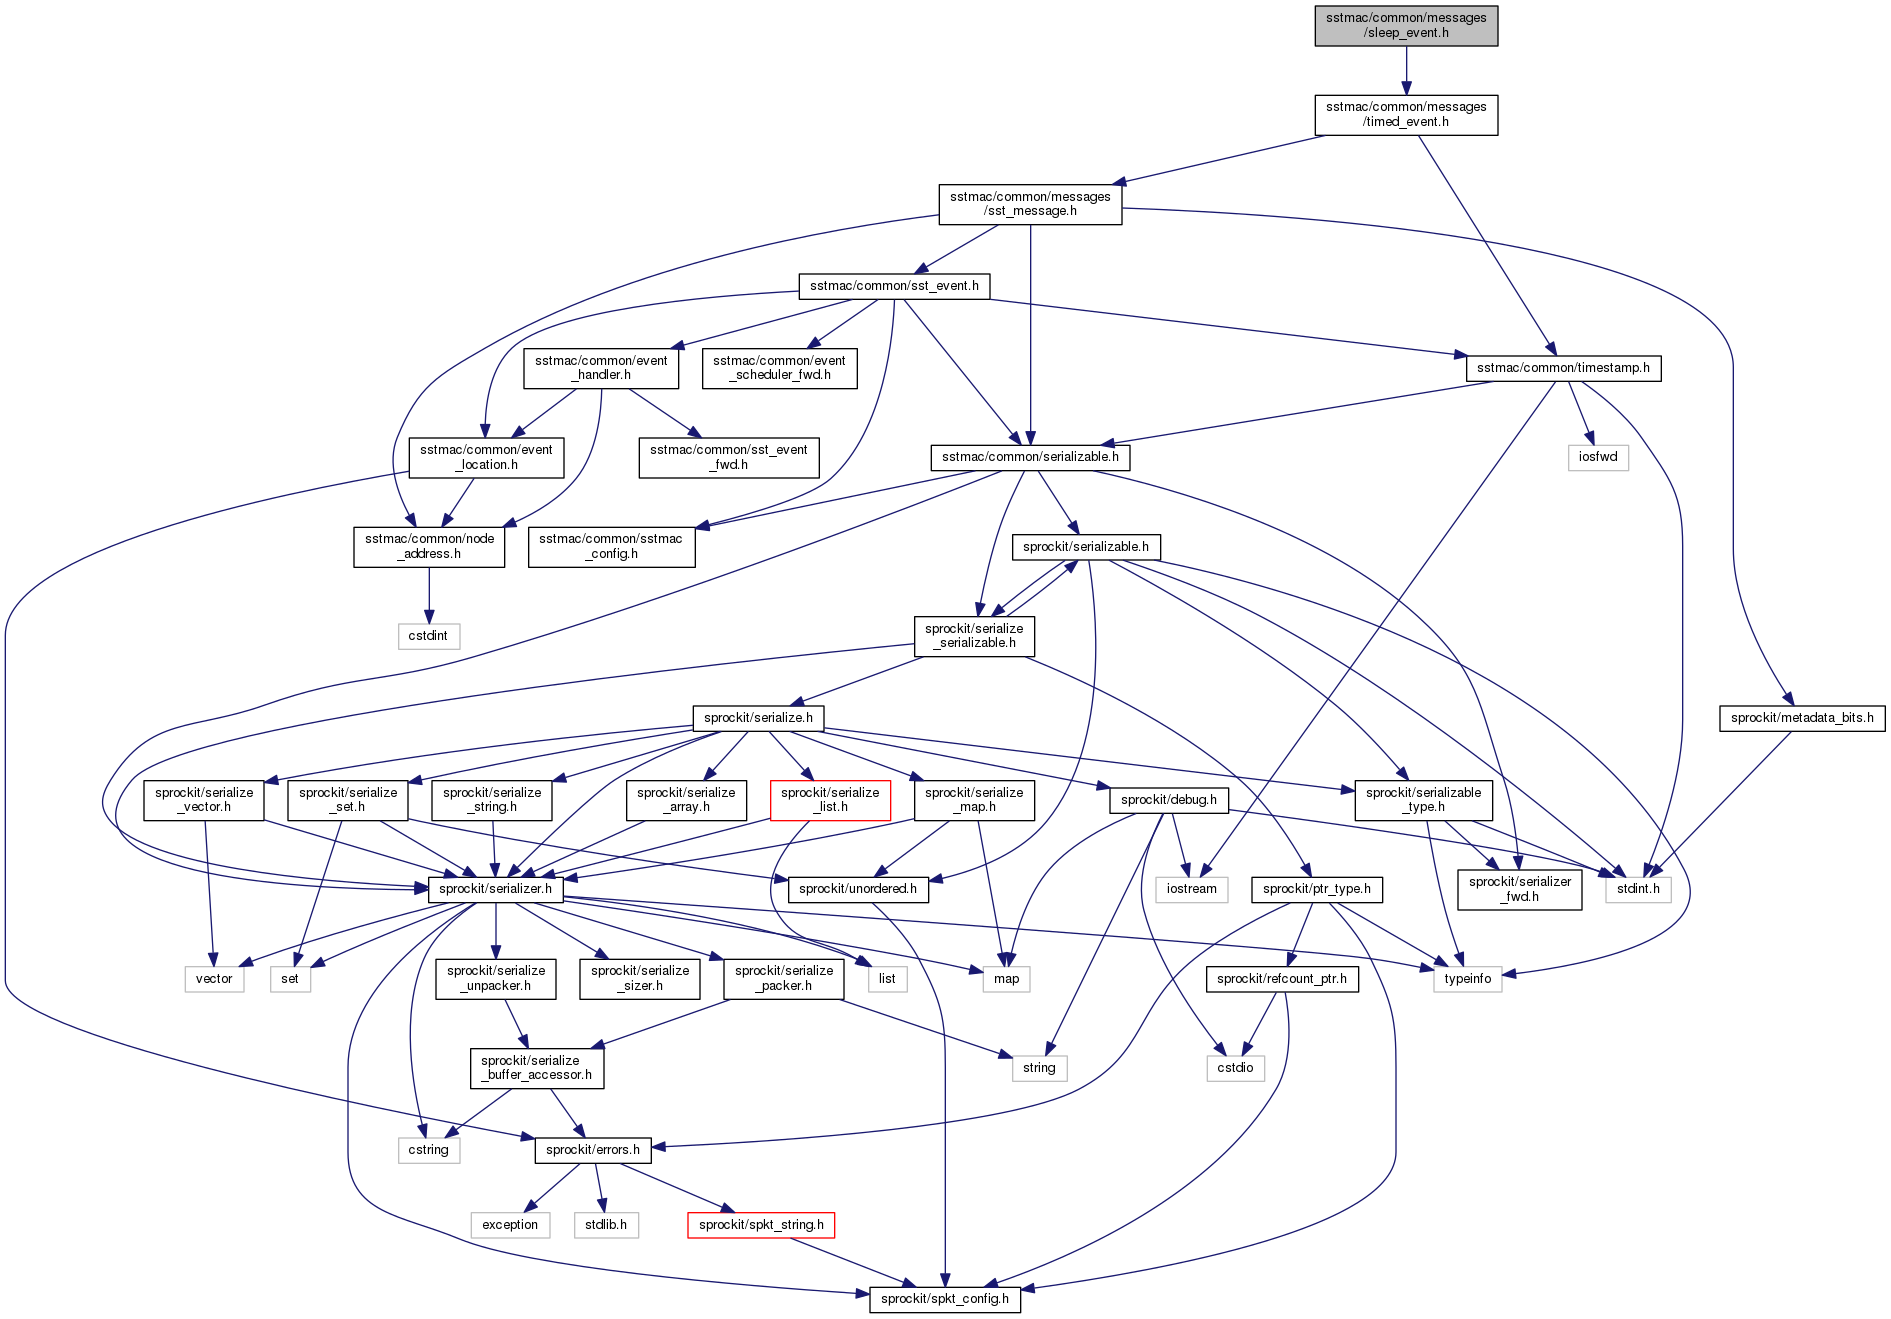 sstmac/common/messages
/sleep_event.h
sstmac/common/messages
/timed_event.h
sstmac/common/messages
/sst_message.h
sstmac/common/sst_event.h
sstmac/common/event
_handler.h
sstmac/common/event
_scheduler_fwd.h
sstmac/common/timestamp.h
sstmac/common/event
_location.h
sstmac/common/sst_event
_fwd.h
sstmac/common/serializable.h
iosfwd
sstmac/common/node
_address.h
sstmac/common/sstmac
_config.h
sprockit/serializable.h
cstdint
sprockit/serialize
_serializable.h
sprockit/serialize.h
sprockit/metadata_bits.h
sprockit/serialize
_vector.h
sprockit/serialize
_set.h
sprockit/serialize
_string.h
sprockit/serialize
_array.h
sprockit/serialize
_list.h
sprockit/serialize
_map.h
sprockit/debug.h
sprockit/serializable
_type.h
sprockit/serializer.h
sprockit/unordered.h
iostream
sprockit/ptr_type.h
sprockit/serializer
_fwd.h
stdint.h
vector
set
sprockit/serialize
_unpacker.h
sprockit/serialize
_sizer.h
sprockit/serialize
_packer.h
list
map
sprockit/refcount_ptr.h
typeinfo
sprockit/serialize
_buffer_accessor.h
string
cstdio
cstring
sprockit/errors.h
exception
stdlib.h
sprockit/spkt_string.h
sprockit/spkt_config.h